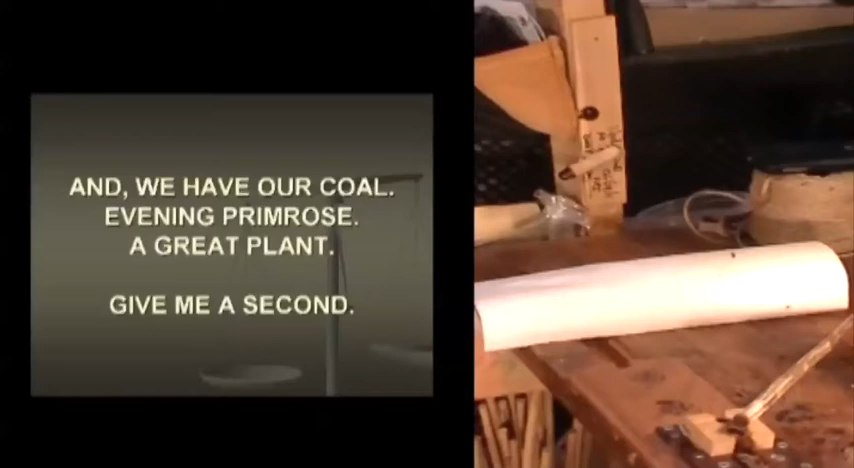 AND, WE HAVE OUR COAL.
EVENING PRIMROSE.
A GREAT PLANT.
GIVE ME A SECOND.